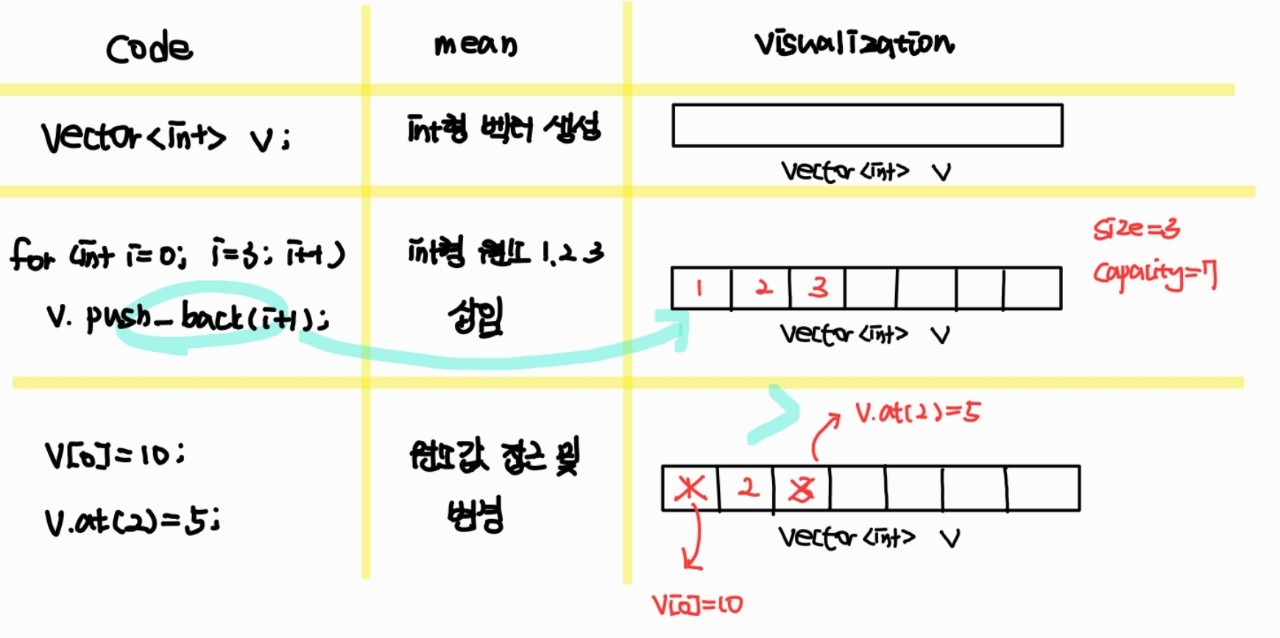 Code
mean
Visualization
Vector<int> v;
int형 벡터 생성
Vector<int> v
for (int i=0; i=3; i++)
v. push_back(i+1);
int형 원소 1.2 3
삽입
1 2 3
size=3
Capacity=7
Vector<int> v
V[0]=10;
V.at(2)=5;
원소값 접근 및
변경
V.at(2)=5
2 3
Vector<int> v
V[0]=10